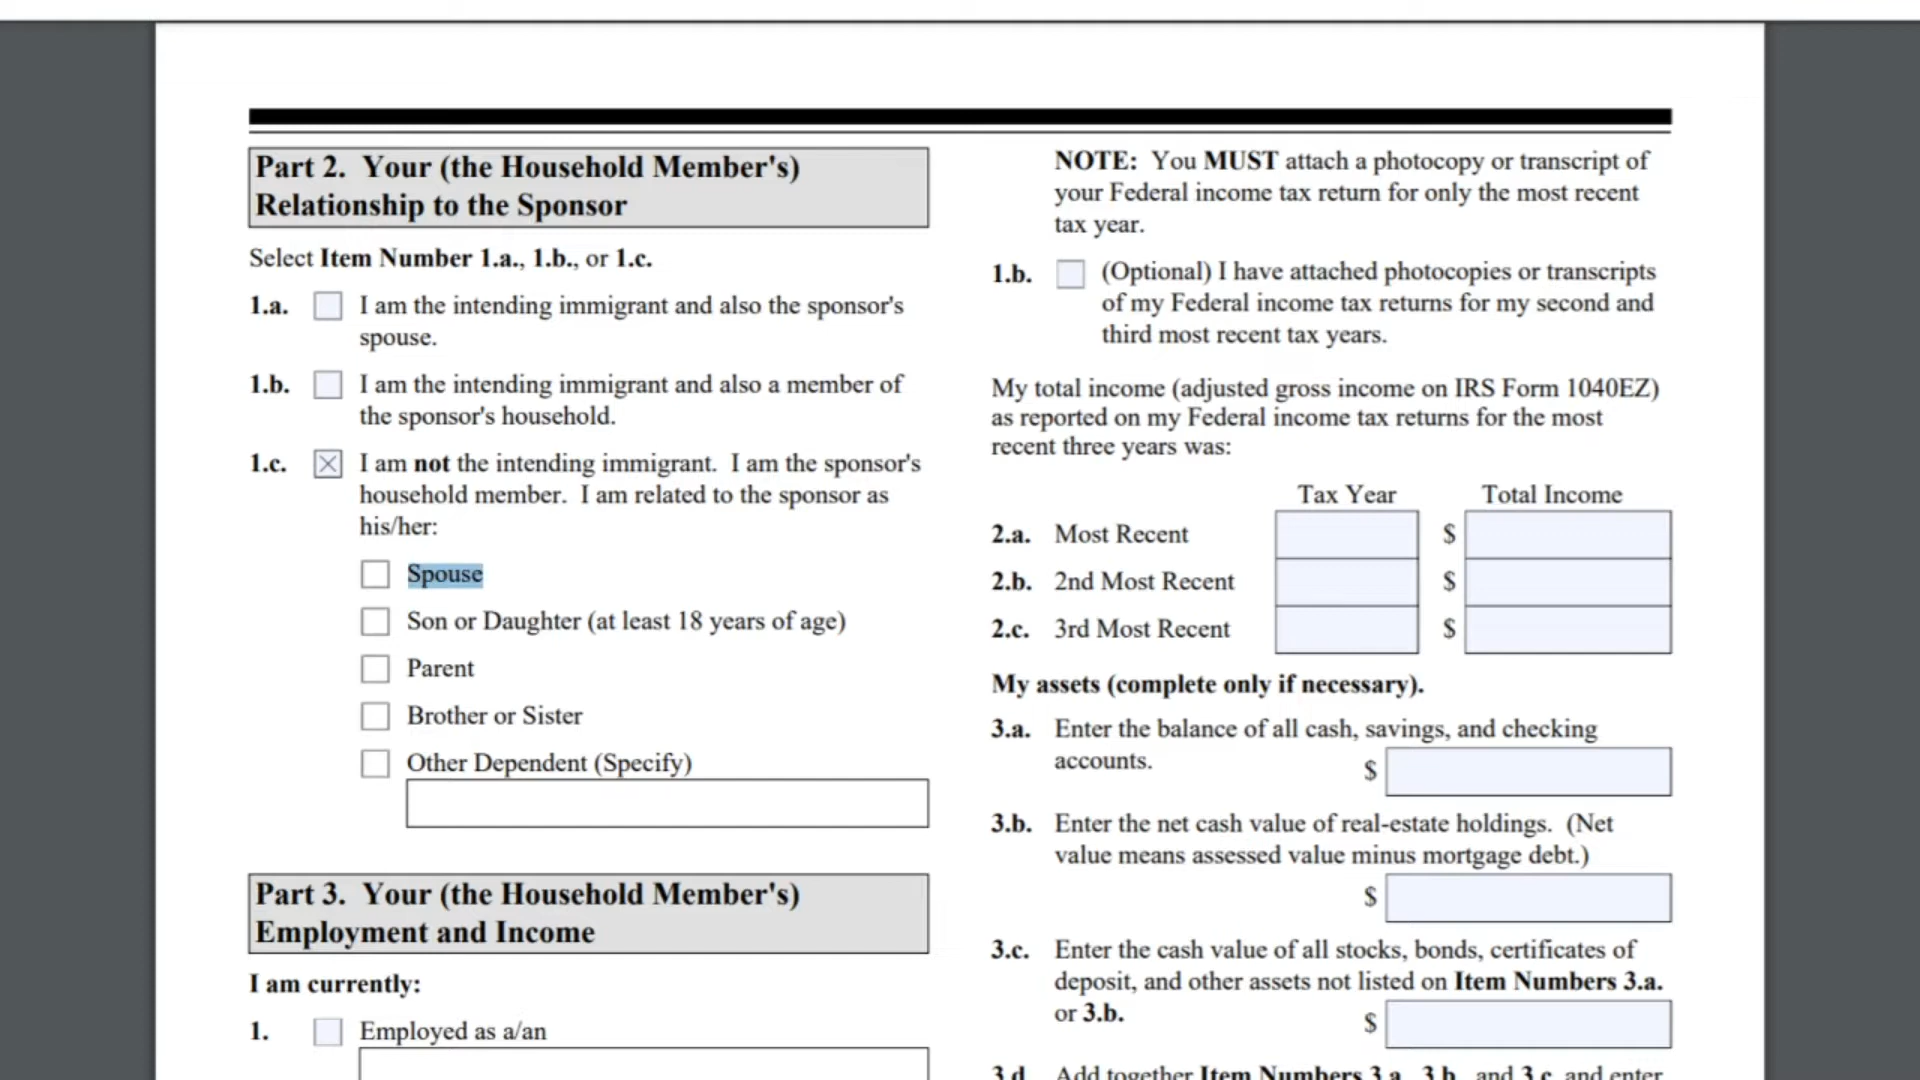 Part 2.  Your (the Household Member's)
Relationship to the Sponsor
Select Item Number 1.a., 1.b., or 1.c.
1.a. I am the intending immigrant and also the sponsor's
spouse.
1.b. I am the intending immigrant and also a member of
the sponsor's household.
1.c. I am not the intending immigrant.  I am the sponsor's
household member.  I am related to the sponsor as
his/her:
Spouse
Son or Daughter (at least 18 years of age)
Parent
Brother or Sister
Other Dependent (Specify)
Part 3.  Your (the Household Member's)
Employment and Income
I am currently:
1. Employed as a/an
NOTE:  You MUST attach a photocopy or transcript of
your Federal income tax return for only the most recent
tax year.
1.b. (Optional) I have attached photocopies or transcripts
of my Federal income tax returns for my second and
third most recent tax years.
My total income (adjusted gross income on IRS Form 1040EZ)
as reported on my Federal income tax returns for the most
recent three years was:
Tax Year Total Income
2.a. Most Recent $
2.b. 2nd Most Recent $
2.c. 3rd Most Recent $
My assets (complete only if necessary).
3.a. Enter the balance of all cash, savings, and checking
accounts. $
3.b. Enter the net cash value of real-estate holdings.  (Net
value means assessed value minus mortgage debt.)
$
3.c. Enter the cash value of all stocks, bonds, certificates of
deposit, and other assets not listed on Item Numbers 3.a.
or 3.b. $
3.d. Add together Item Numbers 3.a., 3.b., and 3.c. and enter